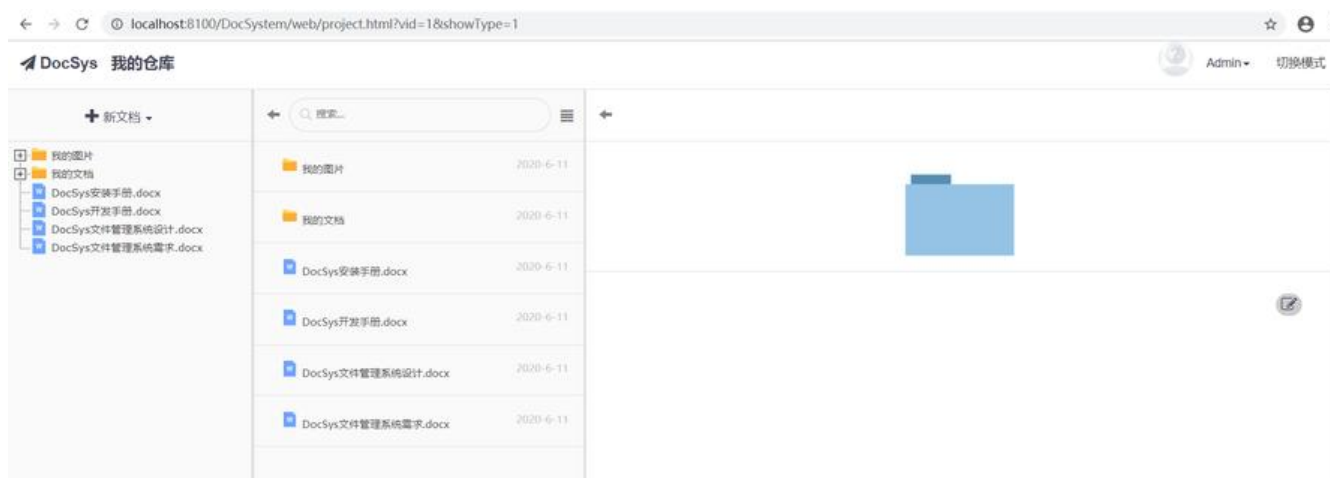 localhost:8100/DocSystem/web/project.html?vid=1&showType=1
DocSys 我的仓库
Admin
切换模式
新文档
搜索...
我的图片
我的文档
DocSys安装手册.docx
DocSys开发手册.docx
DocSys文件管理系统设计.docx
DocSys文件管理系统需求.docx
我的图片 2020-6-11
我的文档 2020-6-11
DocSys安装手册.docx 2020-6-11
DocSys开发手册.docx 2020-6-11
DocSys文件管理系统设计.docx 2020-6-11
DocSys文件管理系统需求.docx 2020-6-11